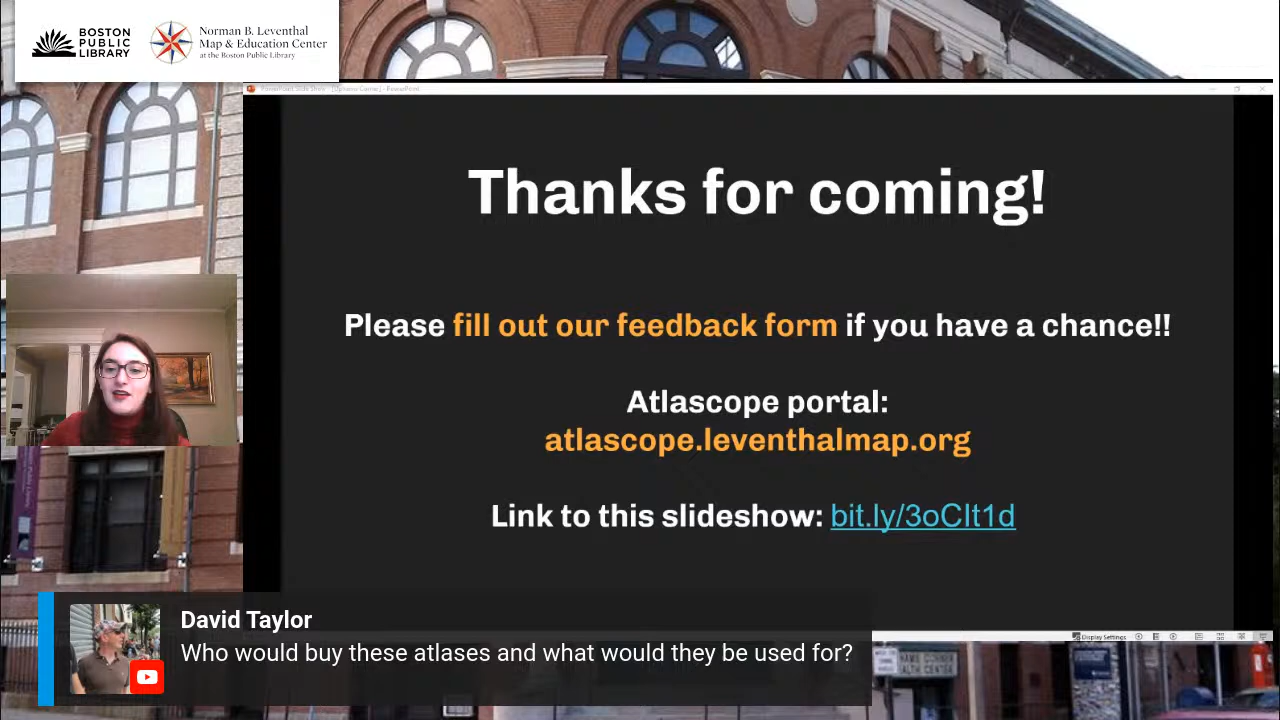 BOSTON
PUBLIC
LIBRARY
Norman B. Leventhal
Map & Education Center
at the Boston Public Library
Thanks for coming!
Please fill out our feedback form if you have a chance!!
Atlascope portal:
atlascope.leventhalmap.org
Link to this slideshow: bit.ly/3oCIt1d
Display Settings
David Taylor
Who would buy these atlases and what would they be used for?